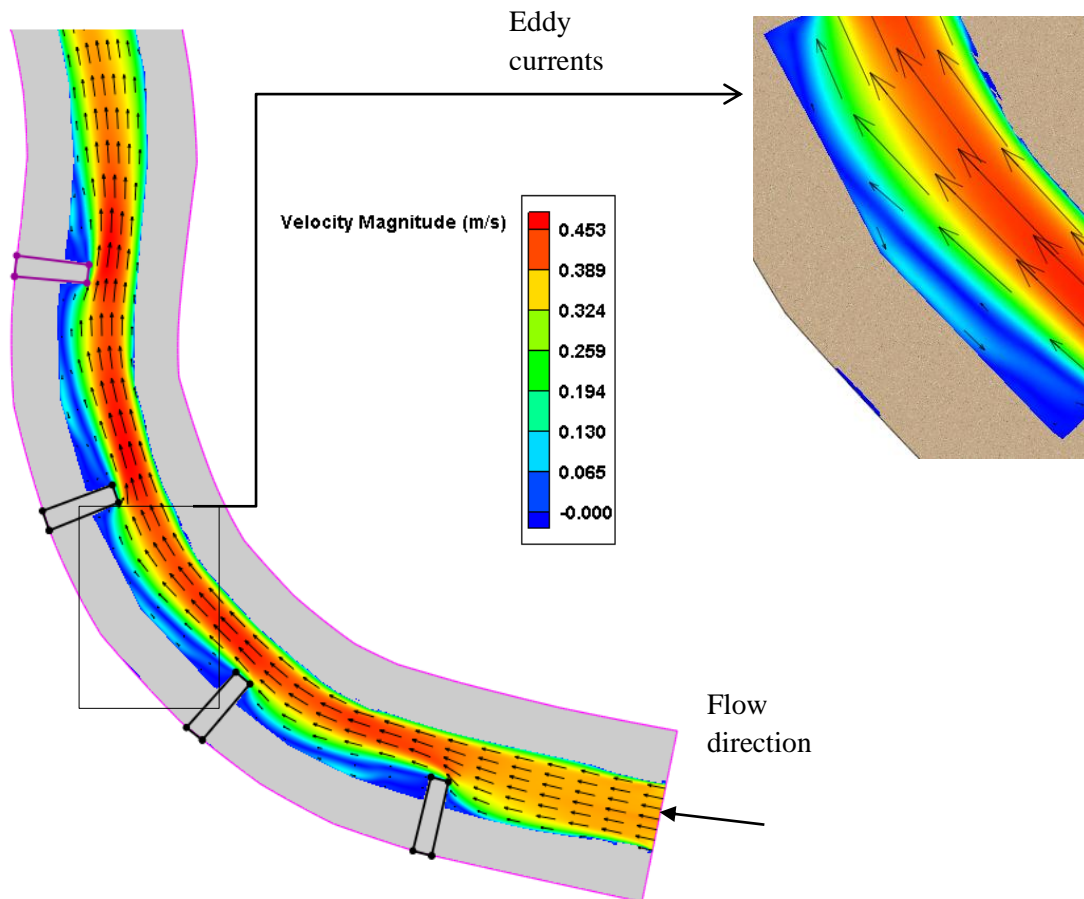 Eddy
currents
Velocity Magnitude (m/s)
0.453
0.389
0.324
0.259
0.194
0.130
0.065
-0.000
Flow
direction